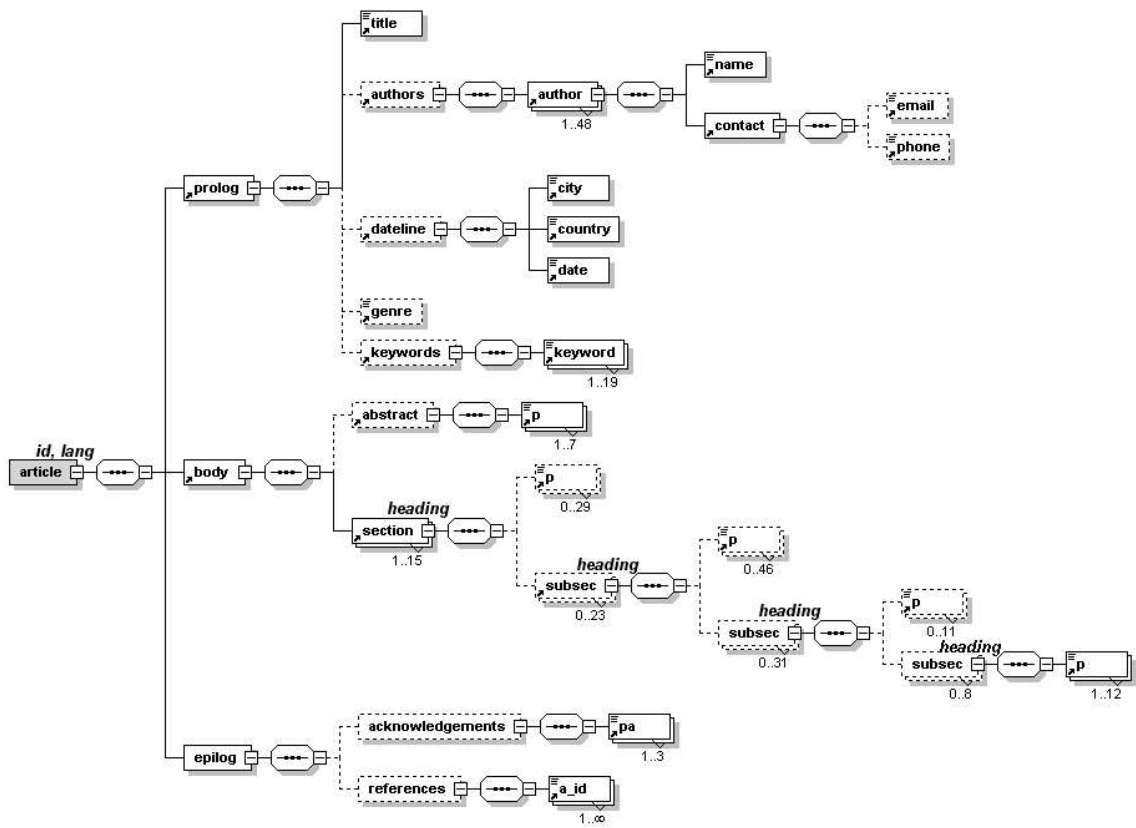 title
authors
author
1..48
name
contact
email
phone
prolog
dateline
city
country
date
genre
keywords
keyword
1..19
id, lang
article
body
abstract
p
1..7
heading
section
1..15
p
0..29
heading
subsec
0..23
p
0..46
heading
subsec
0..31
p
0..11
heading
subsec
0..8
p
1..12
epilog
acknowledgements
pa
1..3
references
a_id
1..∞